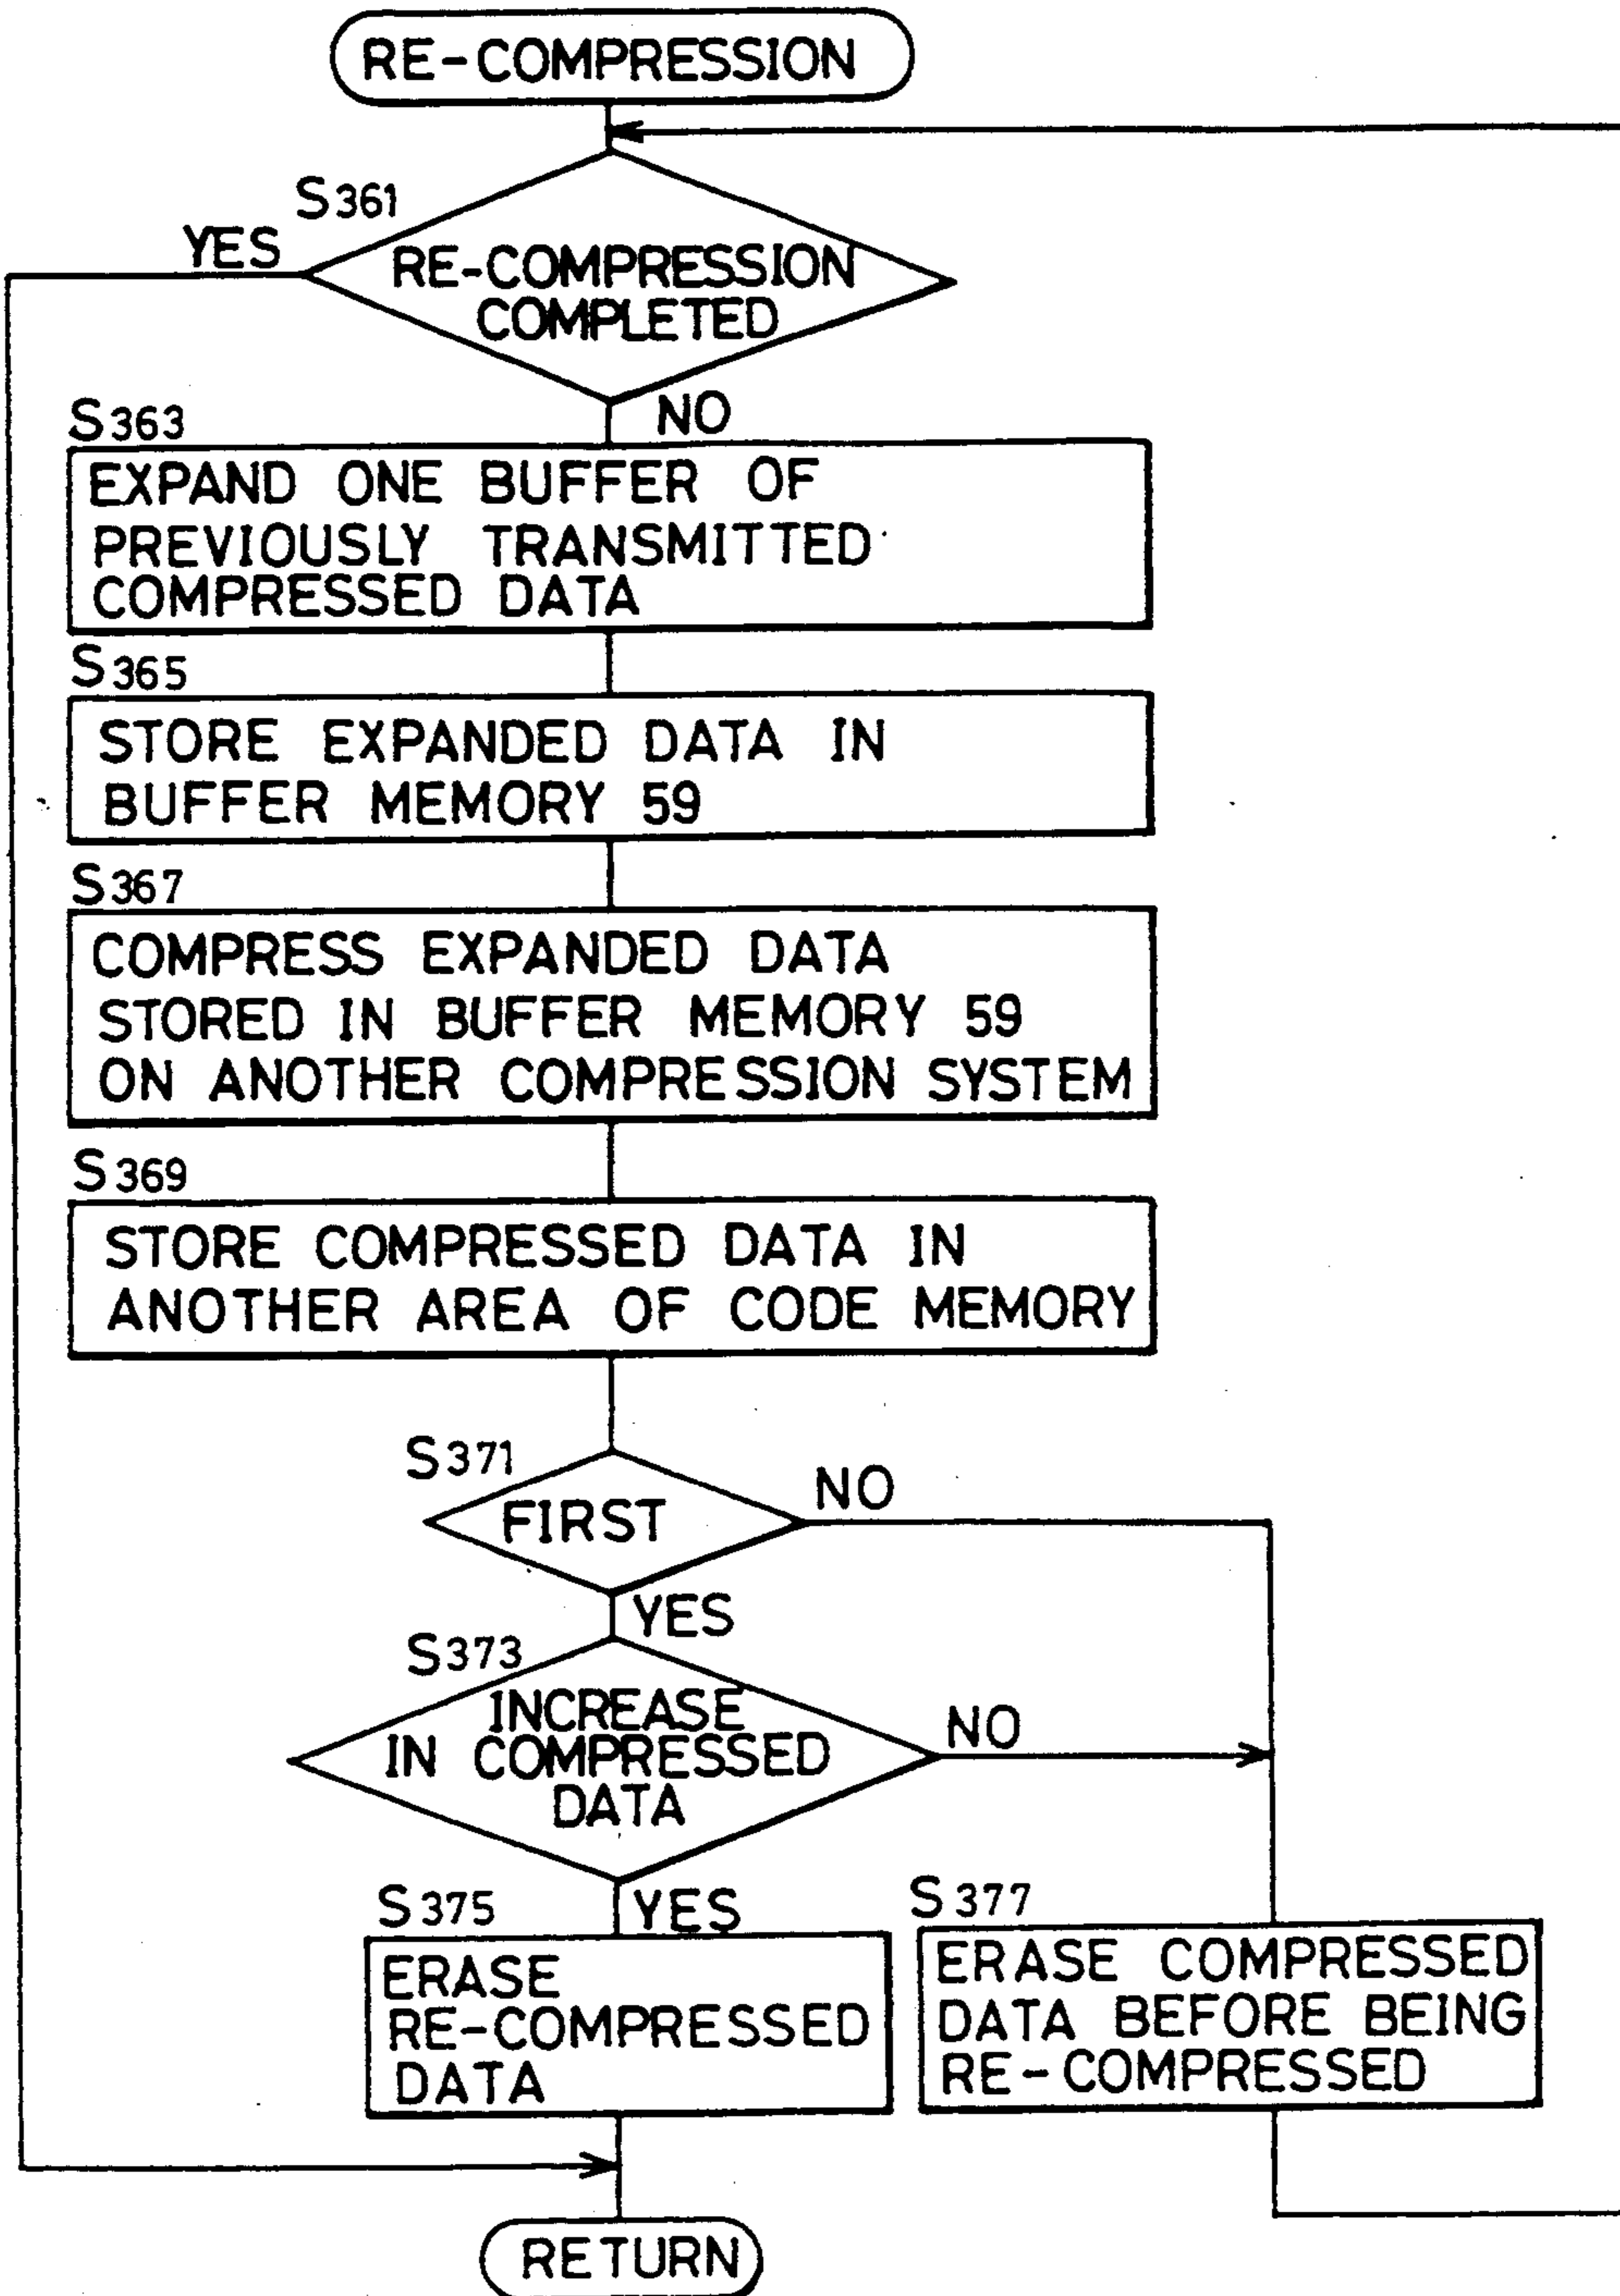 RE-COMPRESSION
S361
YES
RE-COMPRESSION
COMPLETED
NO
S363
EXPAND ONE BUFFER OF
PREVIOUSLY TRANSMITTED
COMPRESSED DATA
S365
STORE EXPANDED DATA IN
BUFFER MEMORY 59
S367
COMPRESS EXPANDED DATA
STORED IN BUFFER MEMORY 59
ON ANOTHER COMPRESSION SYSTEM
S369
STORE COMPRESSED DATA IN
ANOTHER AREA OF CODE MEMORY
S371
FIRST
NO
YES
S373
INCREASE
IN COMPRESSED
DATA
NO
YES
S375
ERASE
RE-COMPRESSED
DATA
S377
ERASE COMPRESSED
DATA BEFORE BEING
RE-COMPRESSED
RETURN